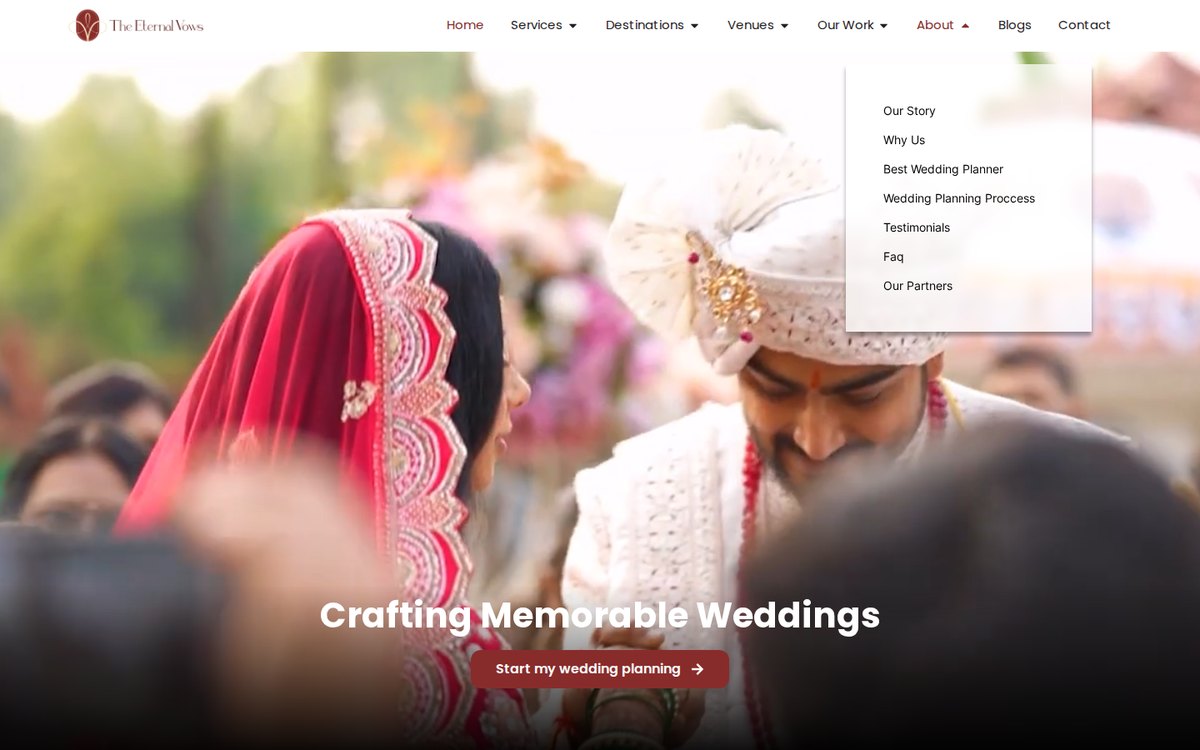 The Eternal Vows
Home Services Destinations Venues Our Work About Blogs Contact
Our Story
Why Us
Best Wedding Planner
Wedding Planning Proccess
Testimonials
Faq
Our Partners
Crafting Memorable Weddings
Start my wedding planning